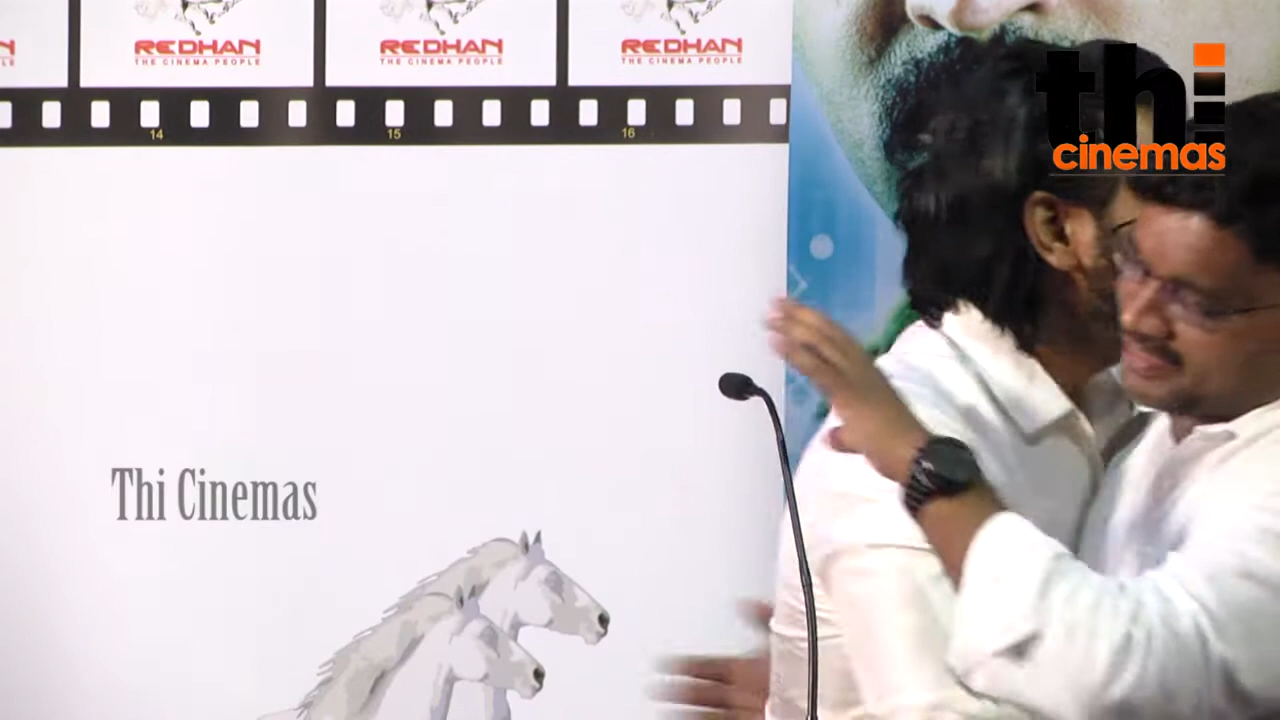 REDHAN
THE CINEMA PEOPLE
REDHAN
THE CINEMA PEOPLE
REDHAN
THE CINEMA PEOPLE
14
15
16
thi
cinemas
Thi Cinemas